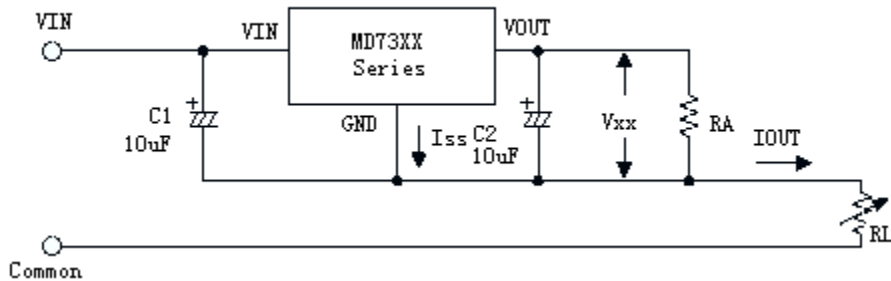 VIN
VIN
MD73XX
Series
VOUT
+
C1
10uF
GND
Iss
+
C2
10uF
Vxx
RA
IOUT
RL
Common